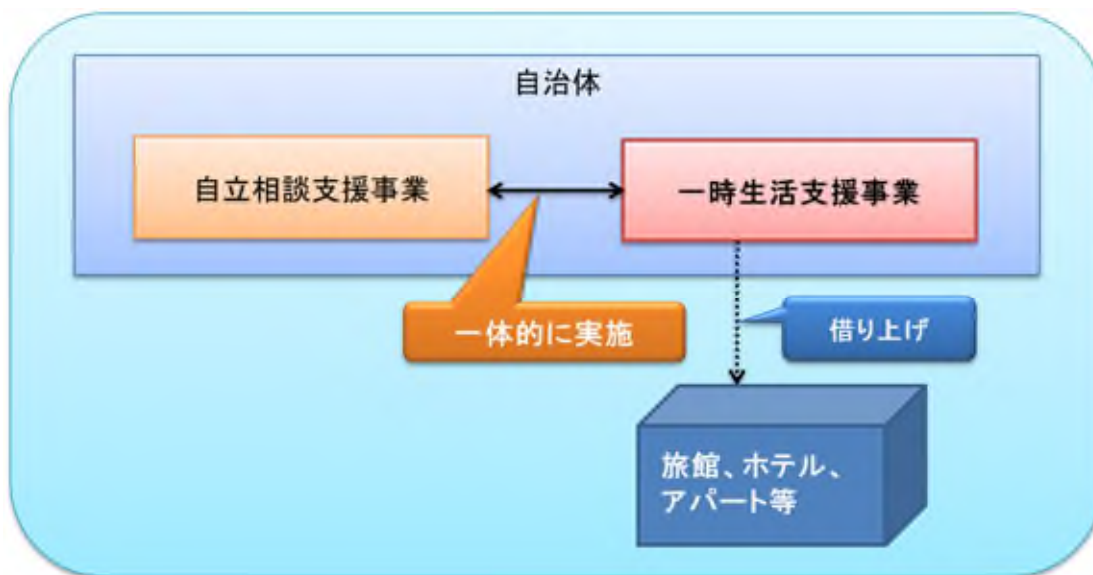 自治体
自立相談支援事業
一時生活支援事業
一体的に実施
借り上げ
旅館、ホテル、
アパート等